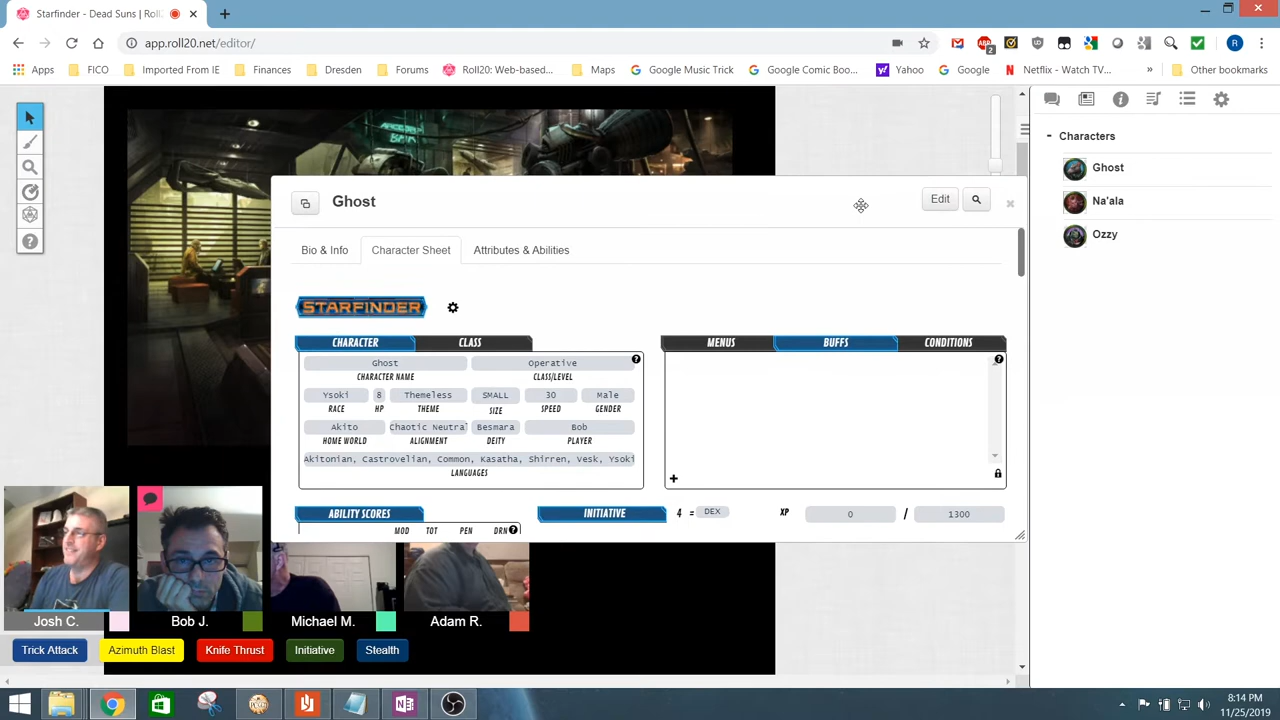 Starfinder - Dead Suns | Roll
app.roll20.net/editor/
2
R
Apps FICO Imported From IE Finances Dresden Forums Roll20: Web-based... Maps Google Music Trick Google Comic Boo... Yahoo Google Netflix - Watch TV... » Other bookmarks
Characters
Ghost
Na'ala
Ozzy
Ghost
Edit
Bio & Info Character Sheet Attributes & Abilities
STARFINDER
CHARACTER CLASS
Ghost Operative
CHARACTER NAME CLASS/LEVEL
Ysoki 8 Themeless SMALL 30 Male
RACE HP THEME SIZE SPEED GENDER
Akito Chaotic Neutral Besmara Bob
HOME WORLD ALIGNMENT DEITY PLAYER
Akitonian, Castrovelian, Common, Kasatha, Shirren, Vesk, Ysoki
LANGUAGES
MENUS BUFFS CONDITIONS
ABILITY SCORES
MOD TOT PEN DRN
INITIATIVE 4 = DEX XP 0 / 1300
Josh C. Bob J. Michael M. Adam R.
Trick Attack Azimuth Blast Knife Thrust Initiative Stealth
8:14 PM
11/25/2019